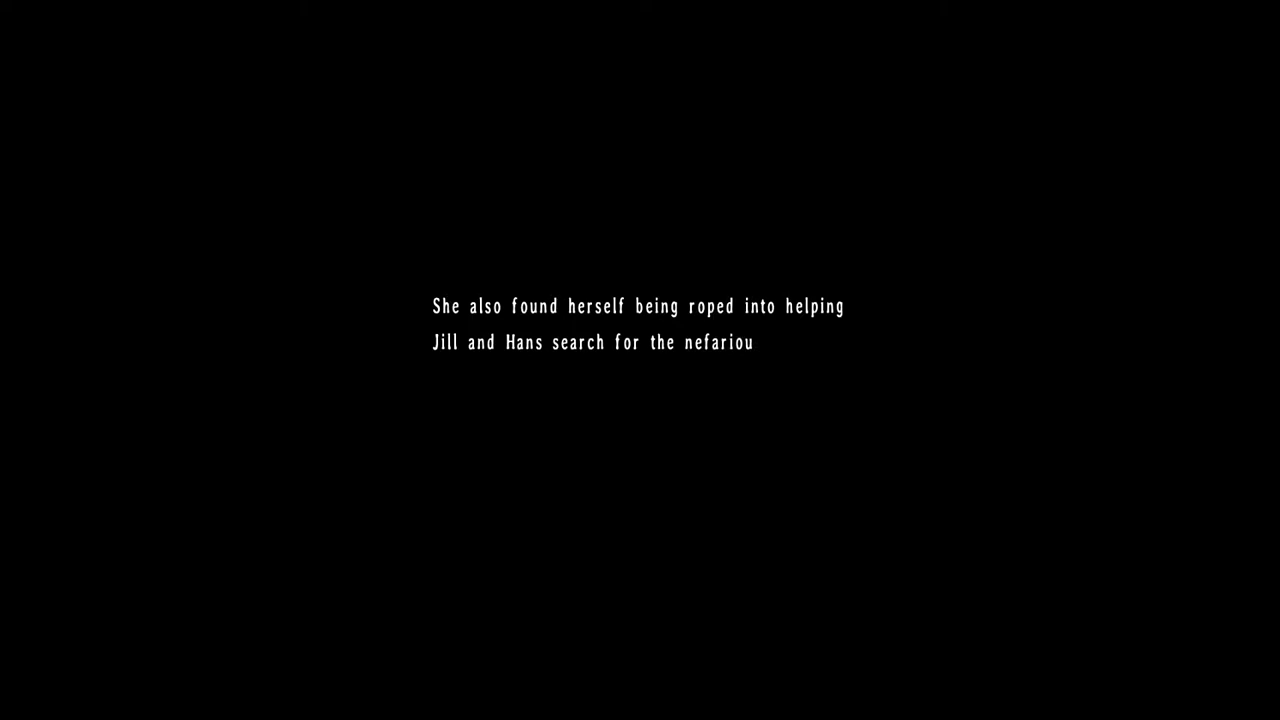 She also found herself being roped into helping
Jill and Hans search for the nefariou